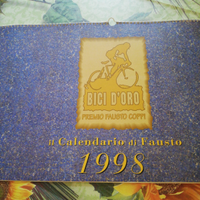 BICI D'ORO
PREMIO FAUSTO COPPI
il Calendario di Fausto
1998